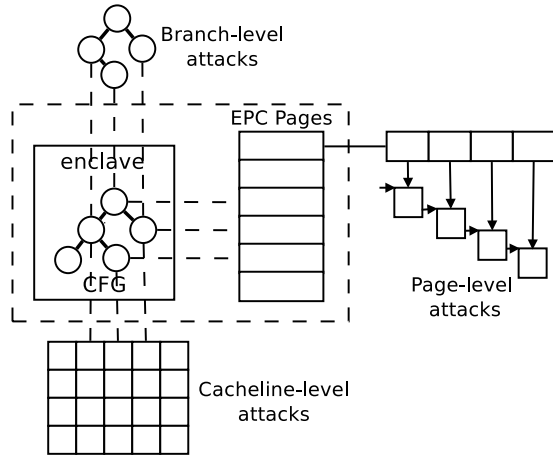 Branch-level
attacks
EPC Pages
enclave
CFG
Page-level
attacks
Cacheline-level
attacks